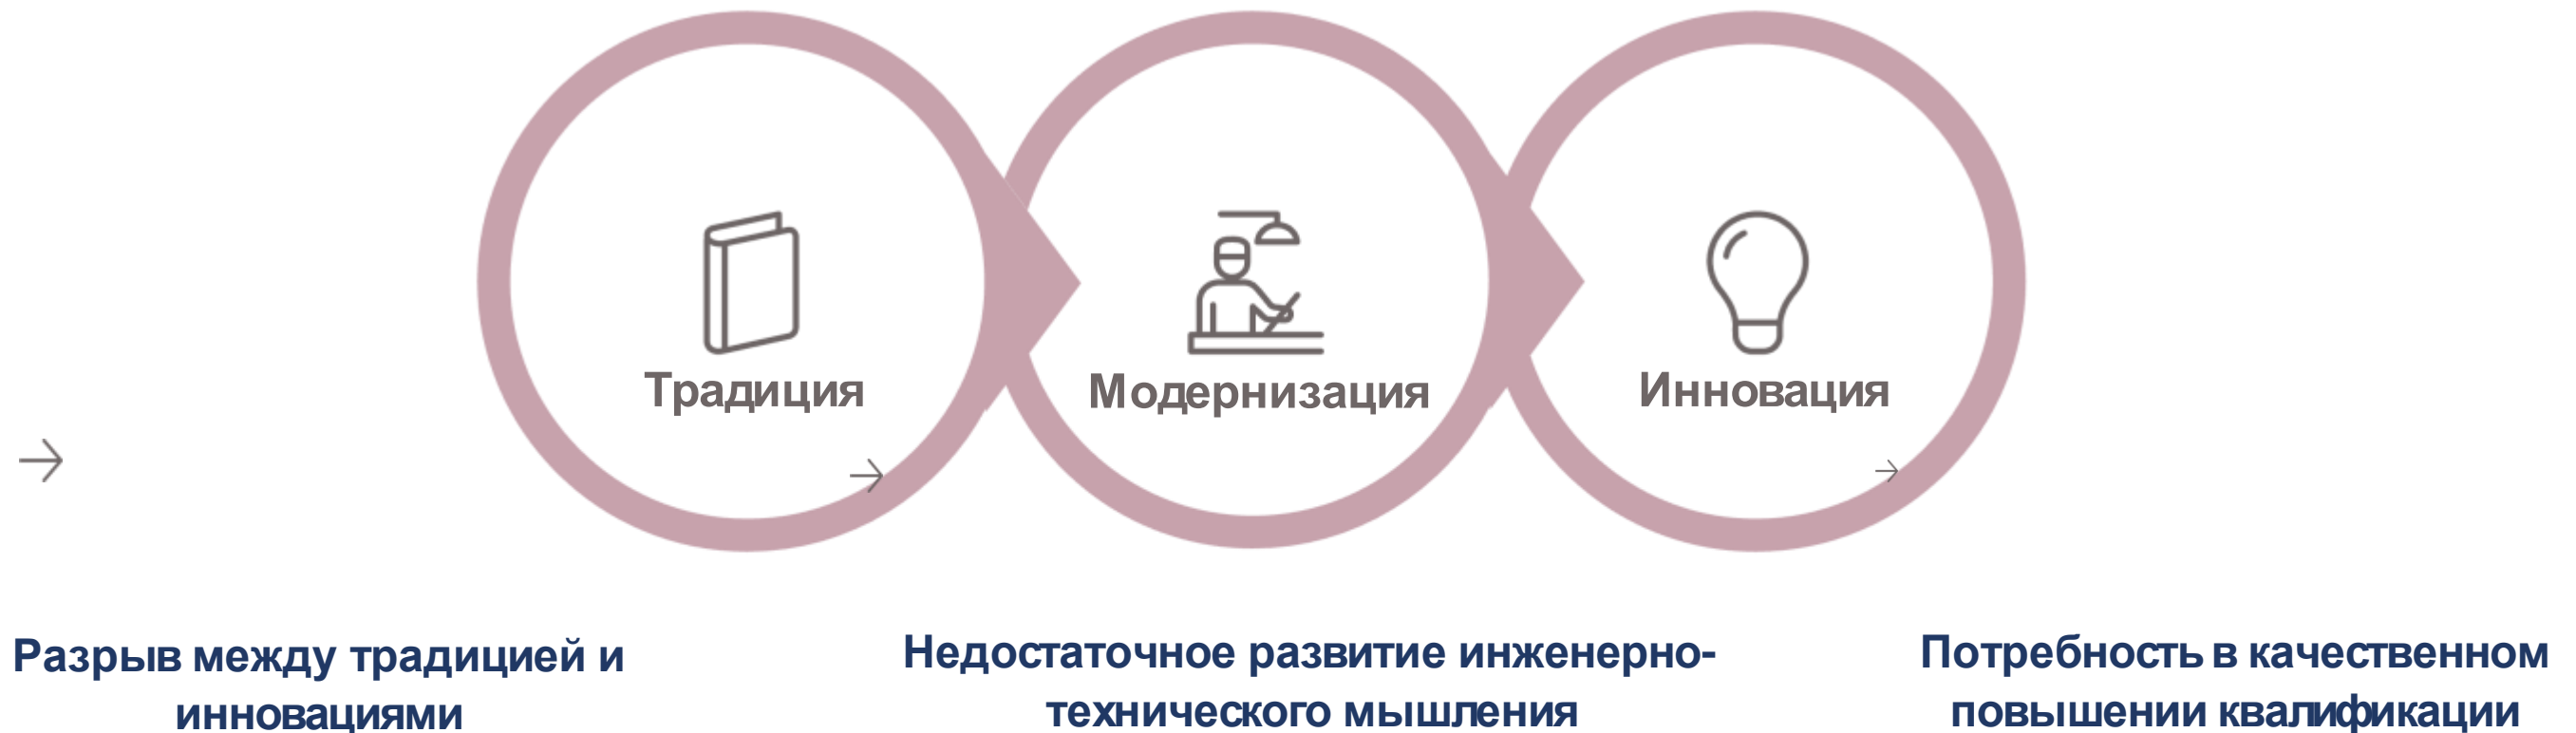 Традиция
Модернизация
Инновация
Разрыв между традицией и
инновациями
Недостаточное развитие инженерно-
технического мышления
Потребность в качественном
повышении квалификации